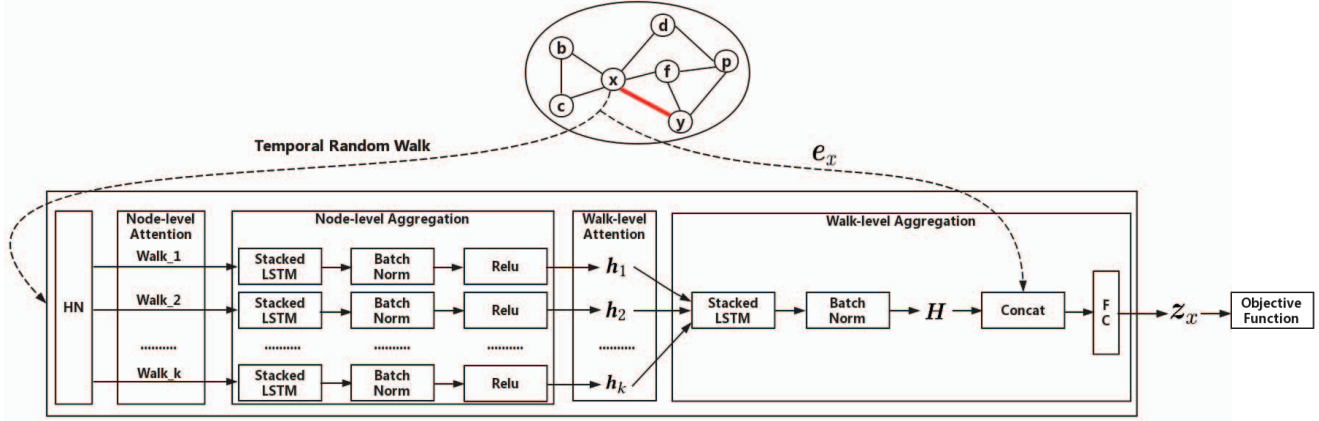 b
d
x
f
p
c
y
Temporal Random Walk
e_x
HN
Node-level
Attention
Node-level Aggregation
Walk-level
Attention
Walk-level Aggregation
Walk_1
Stacked
LSTM
Batch
Norm
Relu
h_1
Walk_2
Stacked
LSTM
Batch
Norm
Relu
h_2
..........
..........
..........
..........
..........
Walk_k
Stacked
LSTM
Batch
Norm
Relu
h_k
Stacked
LSTM
Batch
Norm
H
Concat
F
C
z_x
Objective
Function